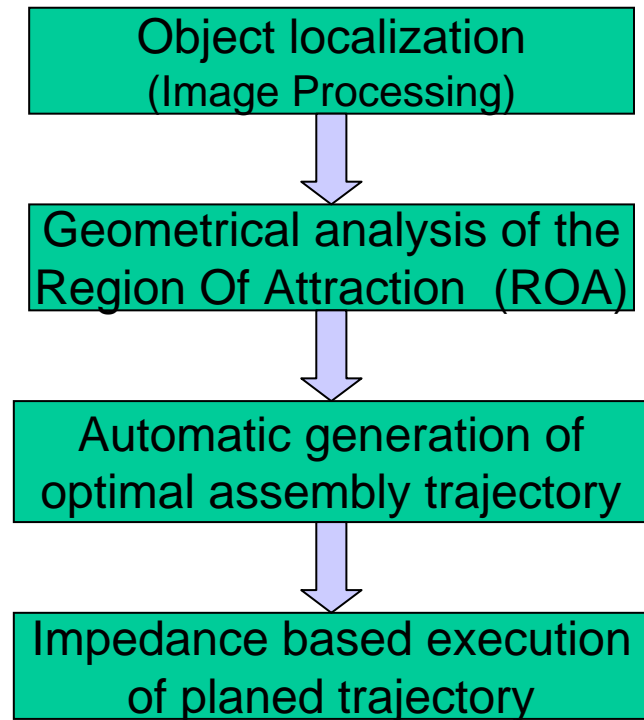 Object localization
(Image Processing)
Geometrical analysis of the
Region Of Attraction (ROA)
Automatic generation of
optimal assembly trajectory
Impedance based execution
of planed trajectory